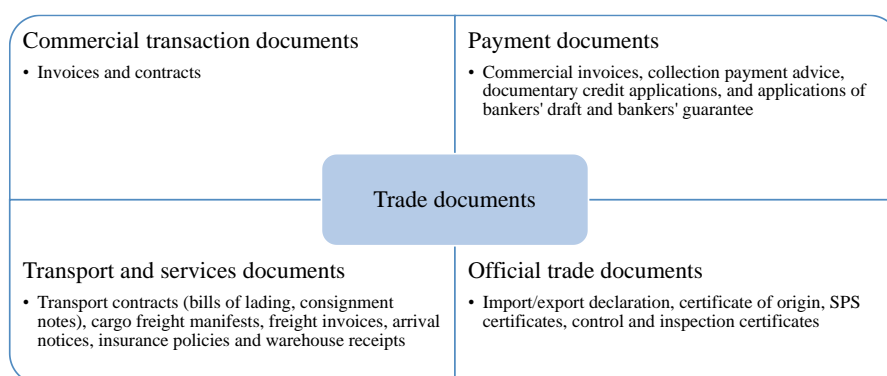 Commercial transaction documents
• Invoices and contracts
Payment documents
• Commercial invoices, collection payment advice,
documentary credit applications, and applications of
bankers' draft and bankers' guarantee
Trade documents
Transport and services documents
• Transport contracts (bills of lading, consignment
notes), cargo freight manifests, freight invoices, arrival
notices, insurance policies and warehouse receipts
Official trade documents
• Import/export declaration, certificate of origin, SPS
certificates, control and inspection certificates